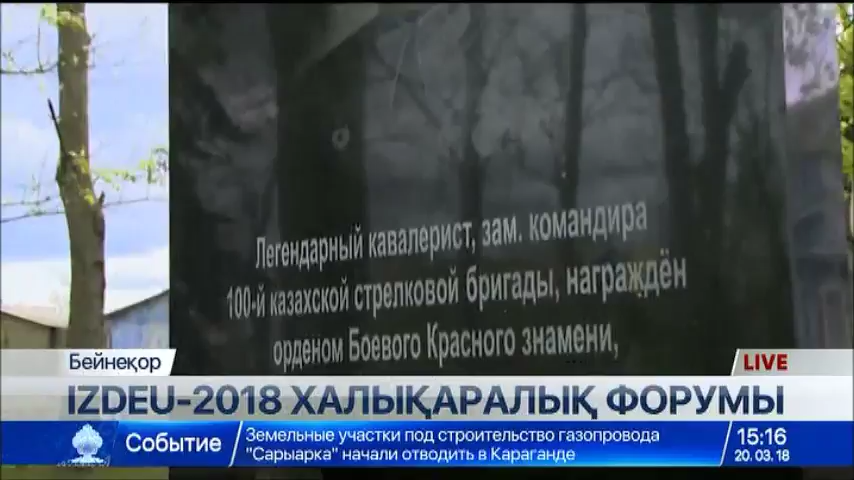 Легендарный кавалерист, зам. командира
100-й казахской стрелковой бригады, награждён
орденом Боевого Красного знамени,
Бейнеқор
LIVE
IZDEU-2018 ХАЛЫҚАРАЛЫҚ ФОРУМЫ
Событие
Земельные участки под строительство газопровода
"Сарыарка" начали отводить в Караганде
15:16
20.03.18